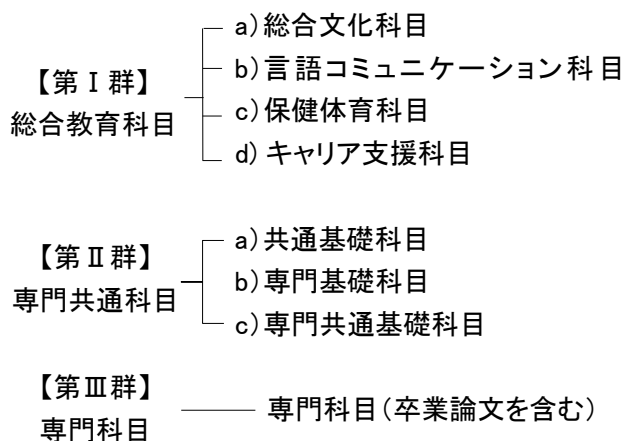 【第Ⅰ群】
総合教育科目
a)総合文化科目
b)言語コミュニケーション科目
c)保健体育科目
d)キャリア支援科目
【第Ⅱ群】
専門共通科目
a)共通基礎科目
b)専門基礎科目
c)専門共通基礎科目
【第Ⅲ群】
専門科目
専門科目(卒業論文を含む)